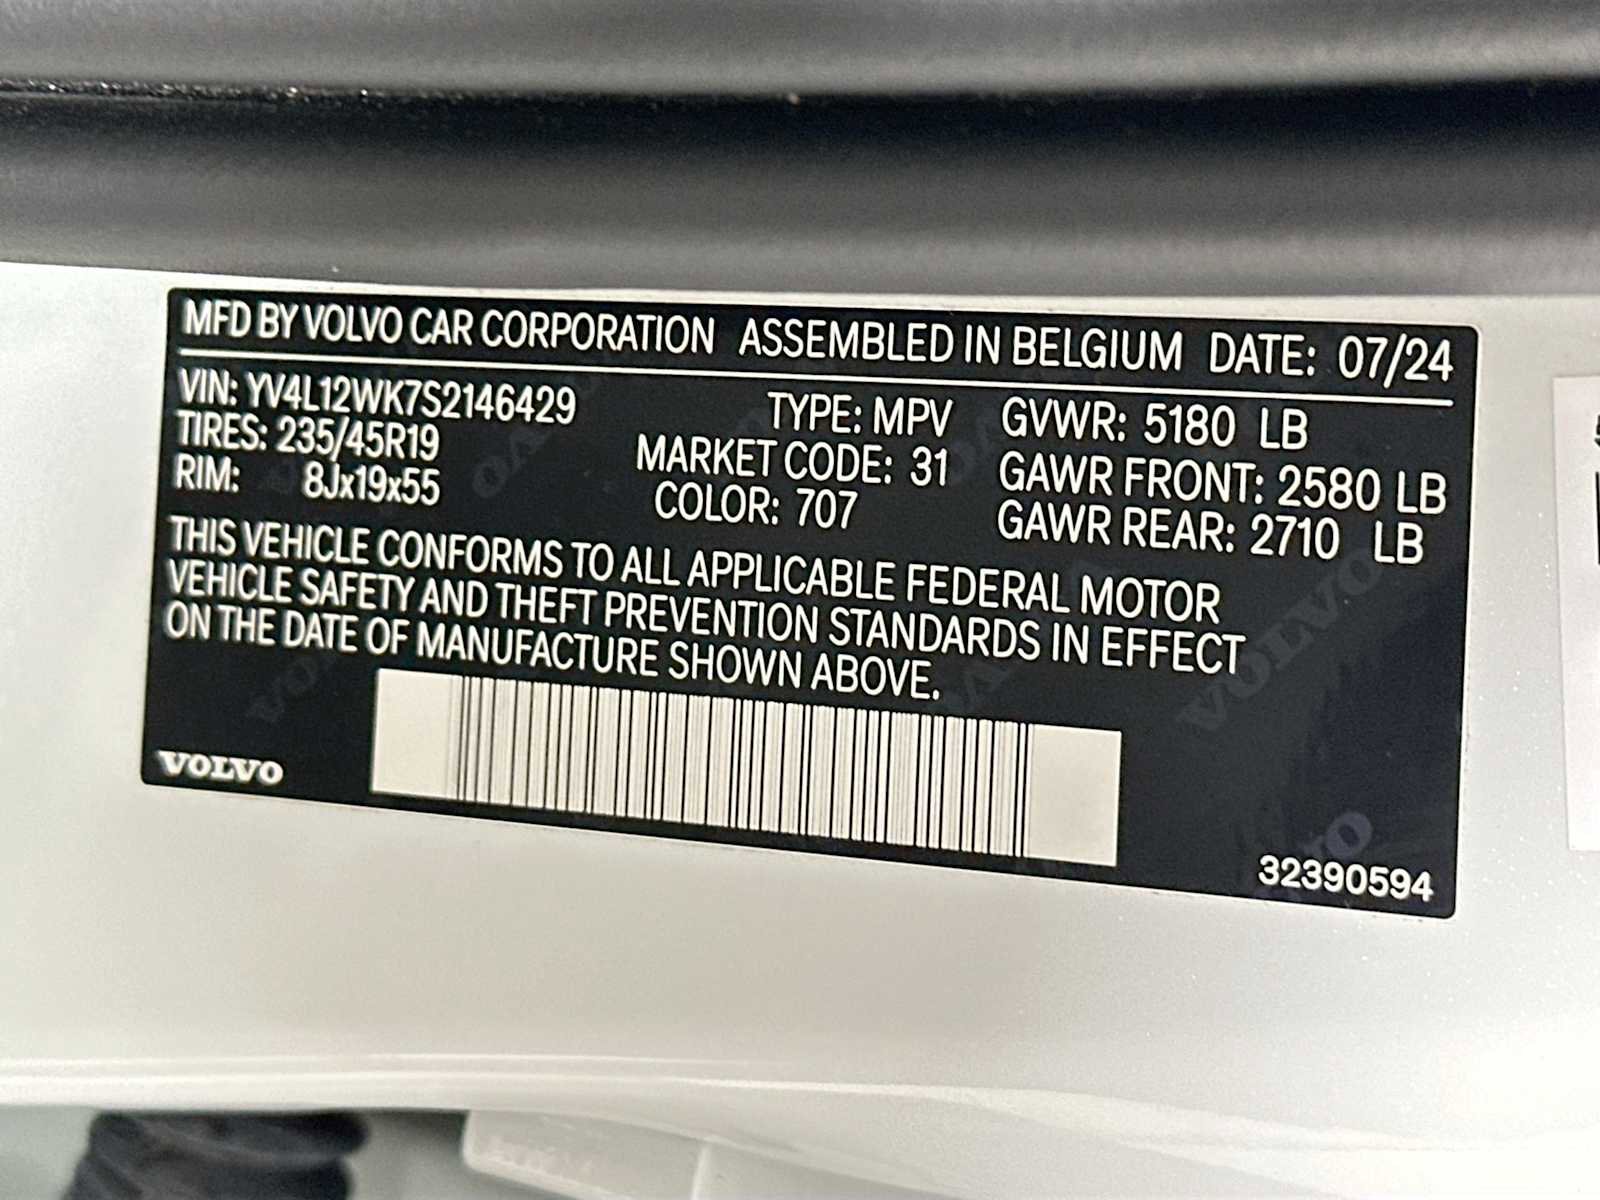 MFD BY VOLVO CAR CORPORATION ASSEMBLED IN BELGIUM DATE: 07/24
VIN: YV4L12WK7S2146429
TIRES: 235/45R19
RIM: 8Jx19x55
TYPE: MPV
MARKET CODE: 31
COLOR: 707
GVWR: 5180 LB
GAWR FRONT: 2580 LB
GAWR REAR: 2710 LB
THIS VEHICLE CONFORMS TO ALL APPLICABLE FEDERAL MOTOR
VEHICLE SAFETY AND THEFT PREVENTION STANDARDS IN EFFECT
ON THE DATE OF MANUFACTURE SHOWN ABOVE.
VOLVO
32390594